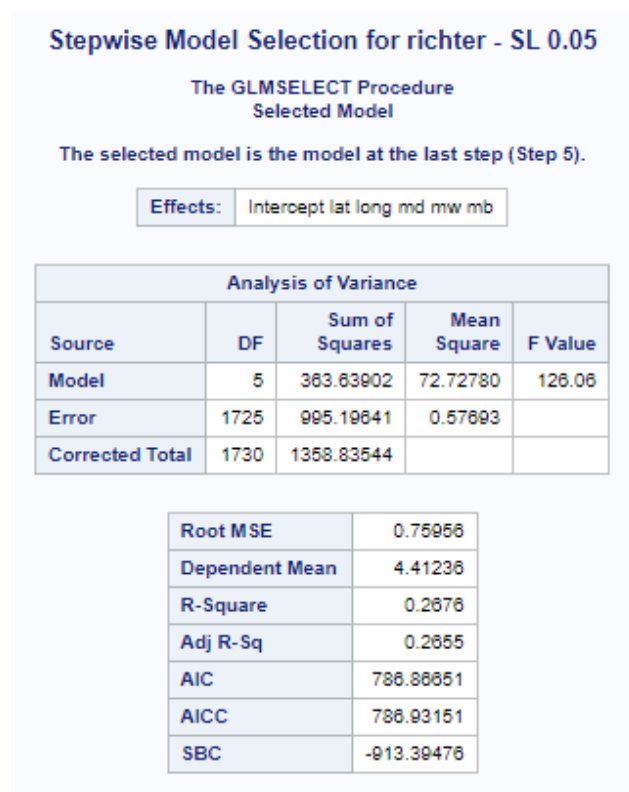 Stepwise Model Selection for richter - SL 0.05
The GLMSELECT Procedure
Selected Model
The selected model is the model at the last step (Step 5).
Effects: Intercept lat long md mw mb
Analysis of Variance
Source DF Sum of Squares Mean Square F Value
Model 5 363.63902 72.72780 126.06
Error 1725 995.19641 0.57693
Corrected Total 1730 1358.83544
Root MSE 0.75956
Dependent Mean 4.41236
R-Square 0.2676
Adj R-Sq 0.2655
AIC 786.86651
AICC 786.93151
SBC -913.39476